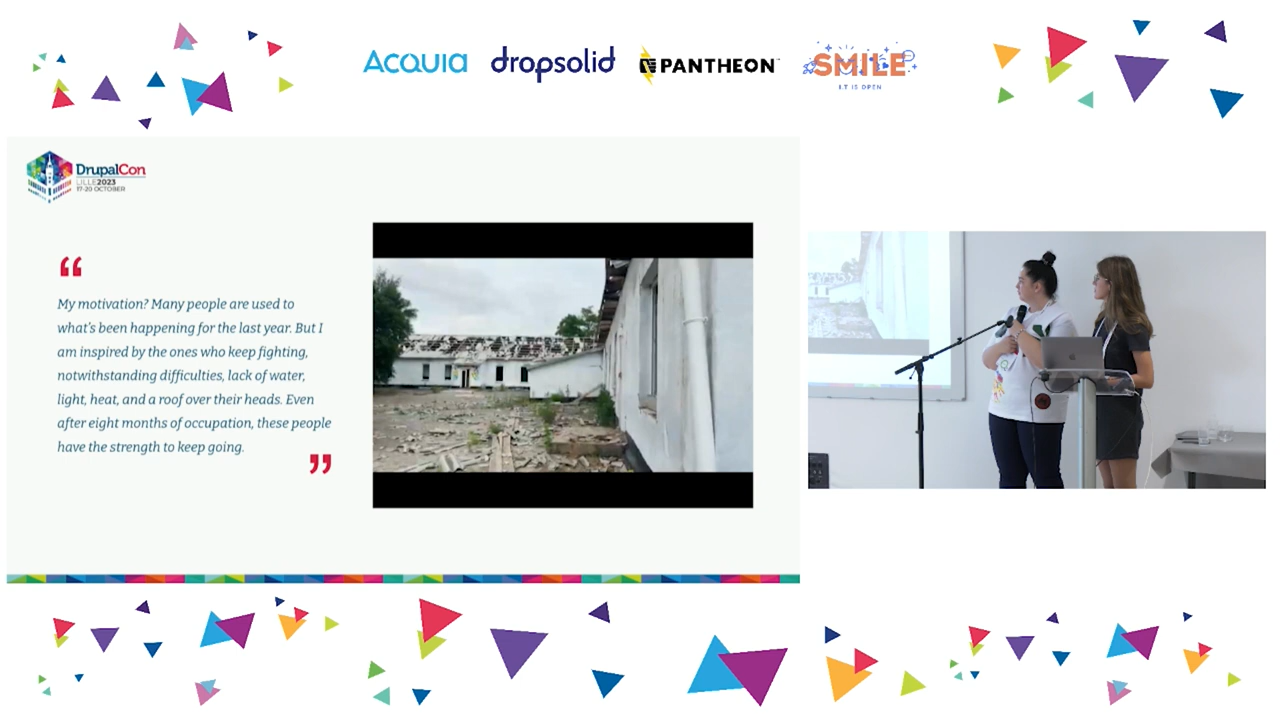 Acquia
dropsolid
PANTHEON
SMILE
I.T IS OPEN
DrupalCon
LILLE2023
17-20 OCTOBER
“
My motivation? Many people are used to
what's been happening for the last year. But I
am inspired by the ones who keep fighting,
notwithstanding difficulties, lack of water,
light, heat, and a roof over their heads. Even
after eight months of occupation, these people
have the strength to keep going.
”